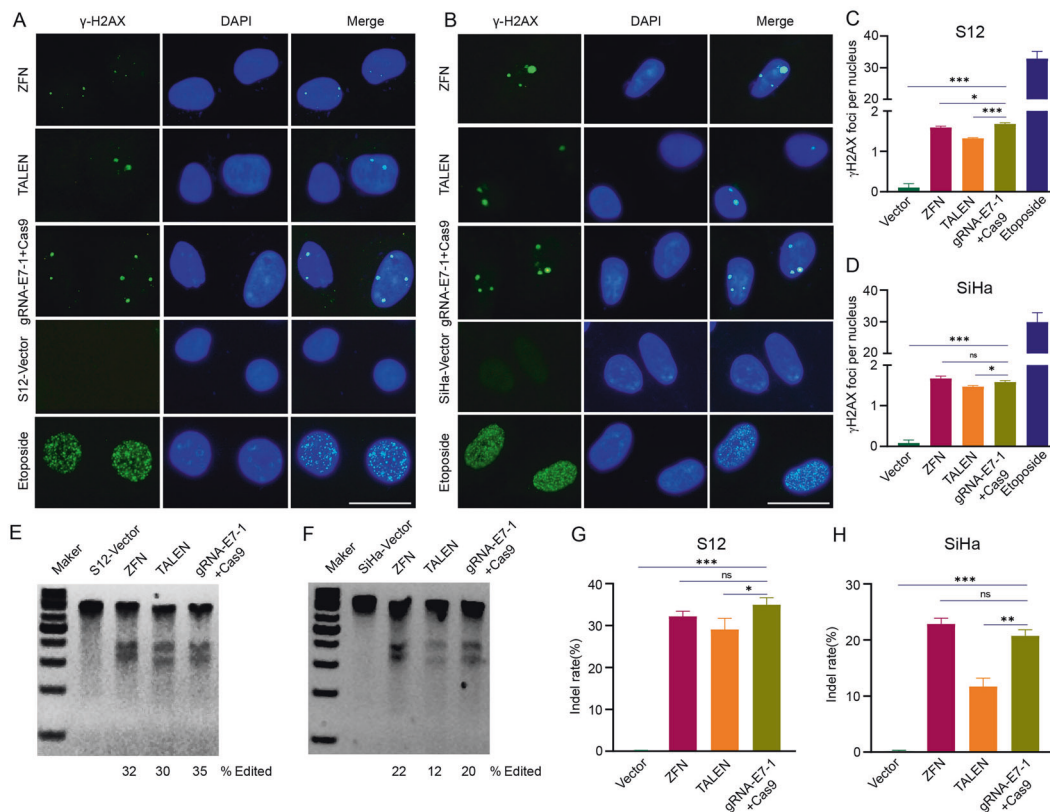 A
γ-H2AX DAPI Merge
ZFN
TALEN
gRNA-E7-1+Cas9
S12-Vector
Etoposide
B
γ-H2AX DAPI Merge
ZFN
TALEN
gRNA-E7-1+Cas9
SiHa-Vector
Etoposide
C
S12
γH2AX foci per nucleus
40
30
20
2
1
0
***
*
***
Vector
ZFN
TALEN
gRNA-E7-1
+Cas9
Etoposide
D
SiHa
γH2AX foci per nucleus
40
30
20
2
1
0
***
ns
*
Vector
ZFN
TALEN
gRNA-E7-1
+Cas9
Etoposide
E
Maker
S12-Vector
ZFN
TALEN
gRNA-E7-1
+Cas9
32 30 35 % Edited
F
Maker
SiHa-Vector
ZFN
TALEN
gRNA-E7-1
+Cas9
22 12 20 % Edited
G
S12
Indel rate(%)
40
30
20
10
0
***
ns
*
Vector
ZFN
TALEN
gRNA-E7-1
+Cas9
H
SiHa
Indel rate(%)
30
20
10
0
***
ns
**
Vector
ZFN
TALEN
gRNA-E7-1
+Cas9